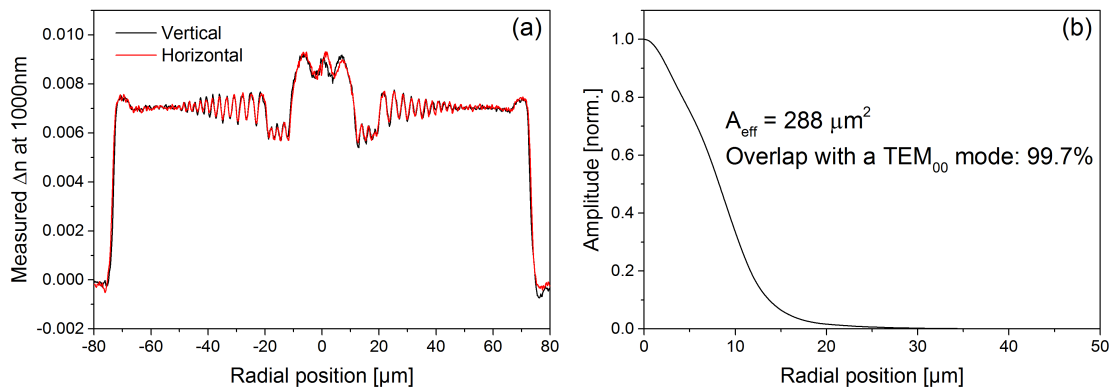 (a)
Vertical
Horizontal
0.010
0.008
0.006
0.004
0.002
0.000
-0.002
Measured Δn at 1000nm
-80 -60 -40 -20 0 20 40 60 80
Radial position [µm]
(b)
A_eff = 288 µm²
Overlap with a TEM₀₀ mode: 99.7%
1.0
0.8
0.6
0.4
0.2
0.0
Amplitude [norm.]
0 10 20 30 40 50
Radial position [µm]